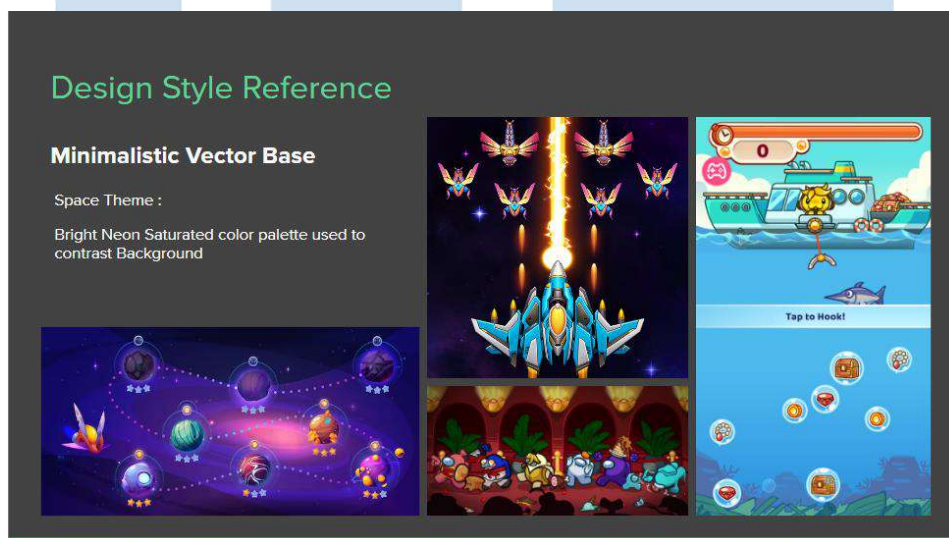 Design Style Reference
Minimalistic Vector Base
Space Theme :
Bright Neon Saturated color palette used to
contrast Background
0
Tap to Hook!